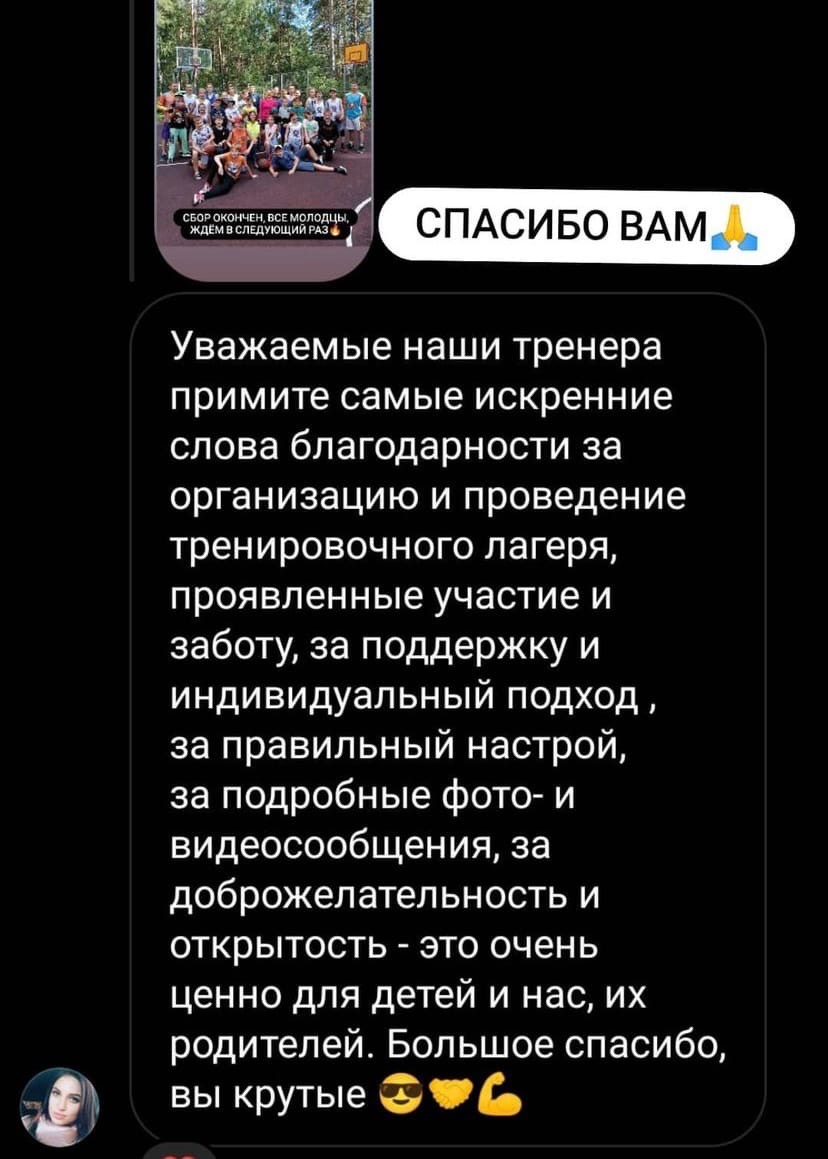 СБОР ОКОНЧЕН, ВСЕ МОЛОДЦЫ,
ЖДЁМ В СЛЕДУЮЩИЙ РАЗ🔥
СПАСИБО ВАМ🙏
Уважаемые наши тренера
примите самые искренние
слова благодарности за
организацию и проведение
тренировочного лагеря,
проявленные участие и
заботу, за поддержку и
индивидуальный подход ,
за правильный настрой,
за подробные фото- и
видеосообщения, за
доброжелательность и
открытость - это очень
ценно для детей и нас, их
родителей. Большое спасибо,
вы крутые 😎🤝💪